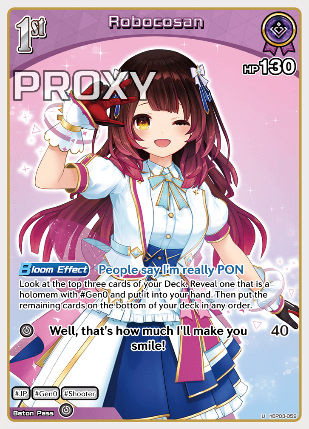 1st
Robocosan
HP130
PROXY
Bloom Effect People say I'm really PON
Look at the top three cards of your Deck. Reveal one that is a
holomem with #Gen0 and put it into your hand. Then put the
remaining cards on the bottom of your deck in any order.
Well, that's how much I'll make you 40
smile!
#JP #Gen0 #Shooter
Baton Pass
U hBP03-059